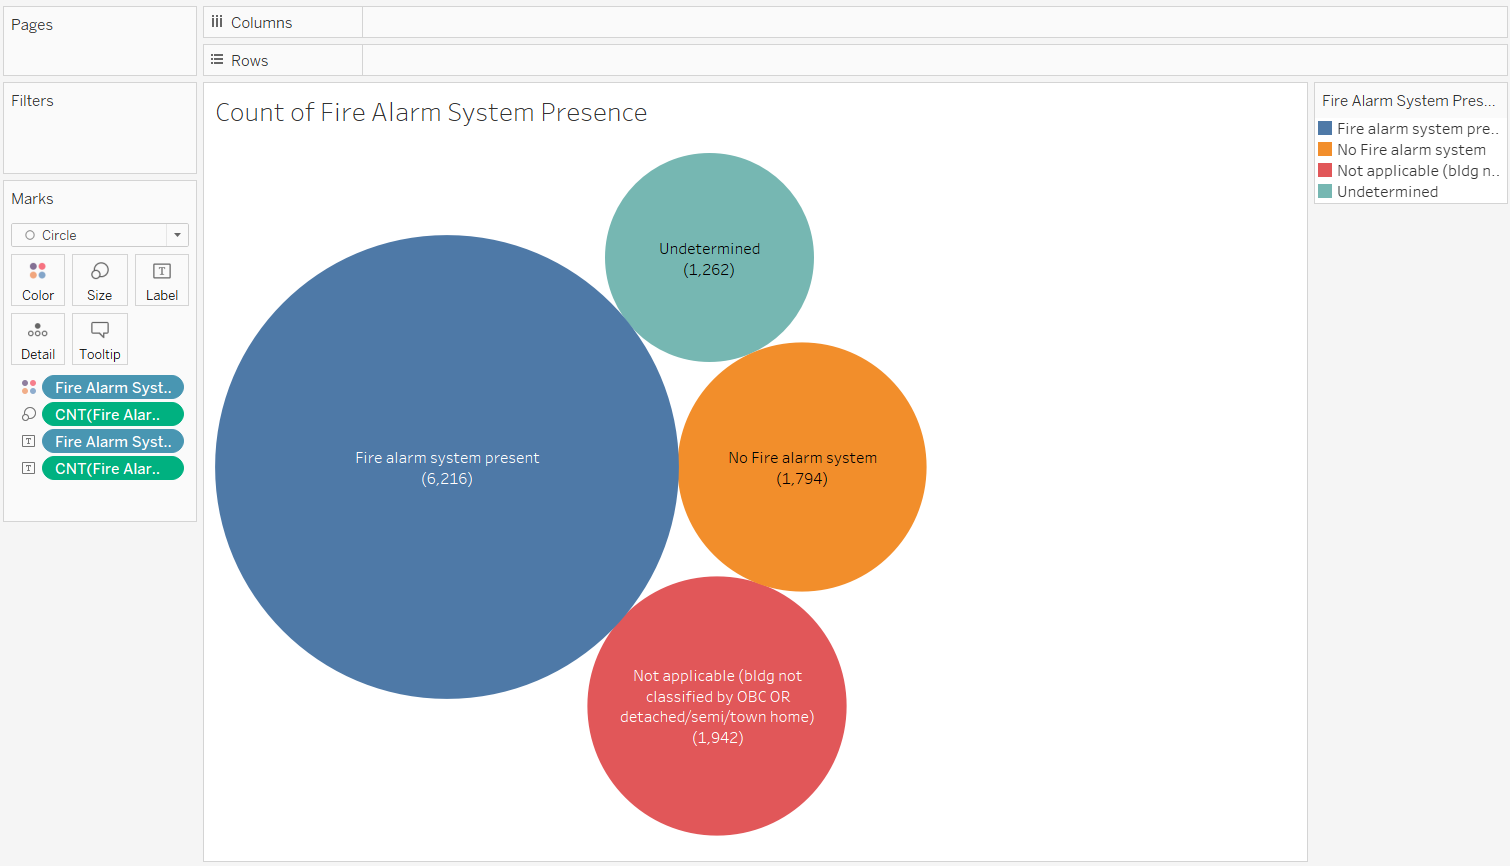 Pages
Columns
Rows
Filters
Marks
Circle
Color
Size
Label
Detail
Tooltip
Fire Alarm Syst..
CNT(Fire Alar..
Fire Alarm Syst..
CNT(Fire Alar..
Count of Fire Alarm System Presence
Undetermined
(1,262)
Fire alarm system present
(6,216)
No Fire alarm system
(1,794)
Not applicable (bldg not
classified by OBC OR
detached/semi/town home)
(1,942)
Fire Alarm System Pres...
Fire alarm system pre..
No Fire alarm system
Not applicable (bldg n..
Undetermined